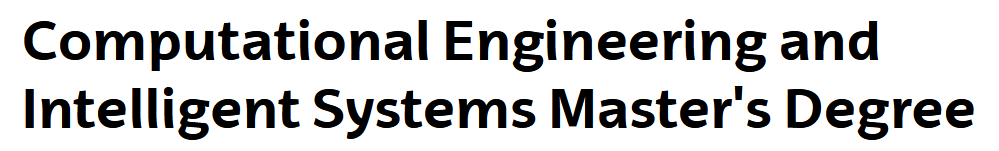 Computational Engineering and
Intelligent Systems Master's Degree